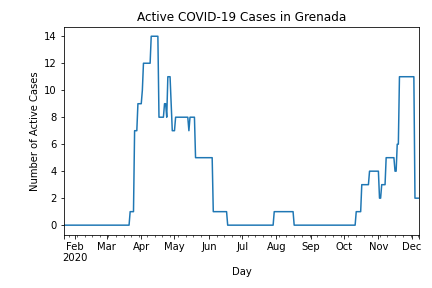 Active COVID-19 Cases in Grenada
Number of Active Cases
14
12
10
8
6
4
2
0
Feb Mar Apr May Jun Jul Aug Sep Oct Nov Dec
2020
Day